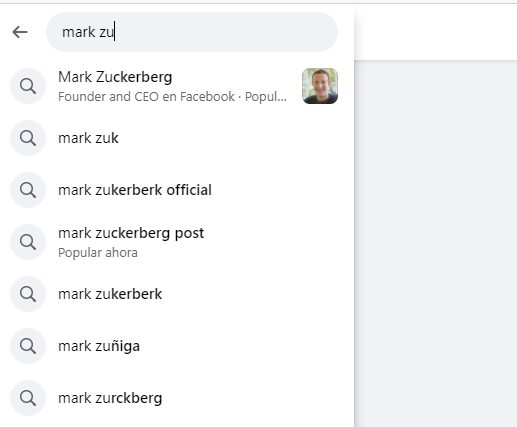 mark zu
Mark Zuckerberg
Founder and CEO en Facebook · Popul...
mark zuk
mark zukerberk official
mark zuckerberg post
Popular ahora
mark zukerberk
mark zuñiga
mark zurckberg